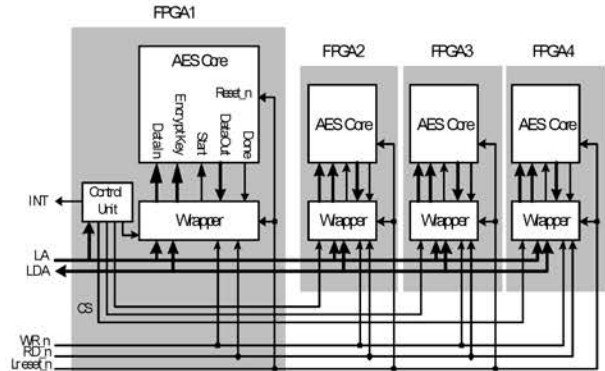 FPGA1
FPGA2
FPGA3
FPGA4
AES Core
Reset_n
DataIn
EncryptKey
Start
DataOut
Done
AES Core
AES Core
AES Core
INT
Control
Unit
Wrapper
Wrapper
Wrapper
Wrapper
LA
LDA
CS
WR_n
RD_n
Lreset_n